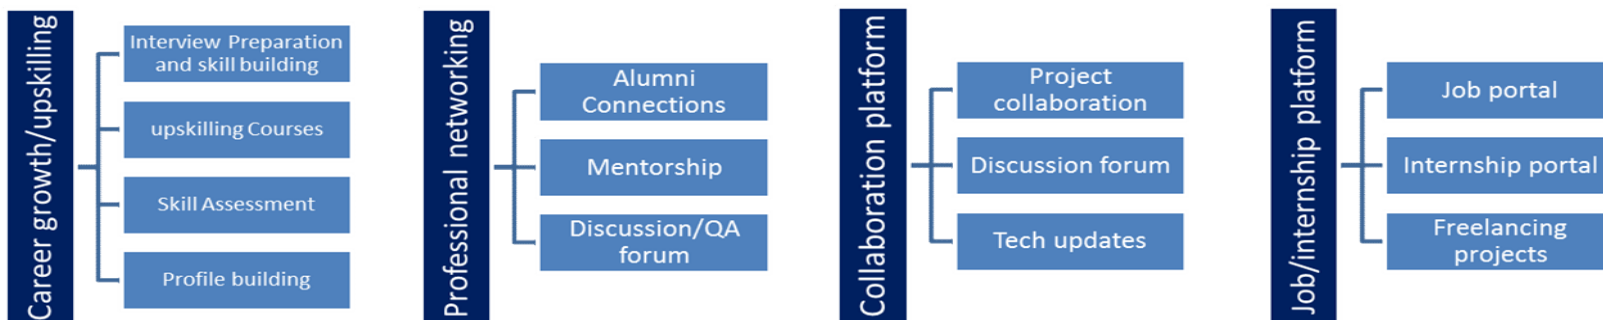 Career growth/upskilling
Interview Preparation
and skill building
upskilling Courses
Skill Assessment
Profile building
Professional networking
Alumni
Connections
Mentorship
Discussion/QA
forum
Collaboration platform
Project
collaboration
Discussion forum
Tech updates
Job/internship platform
Job portal
Internship portal
Freelancing
projects